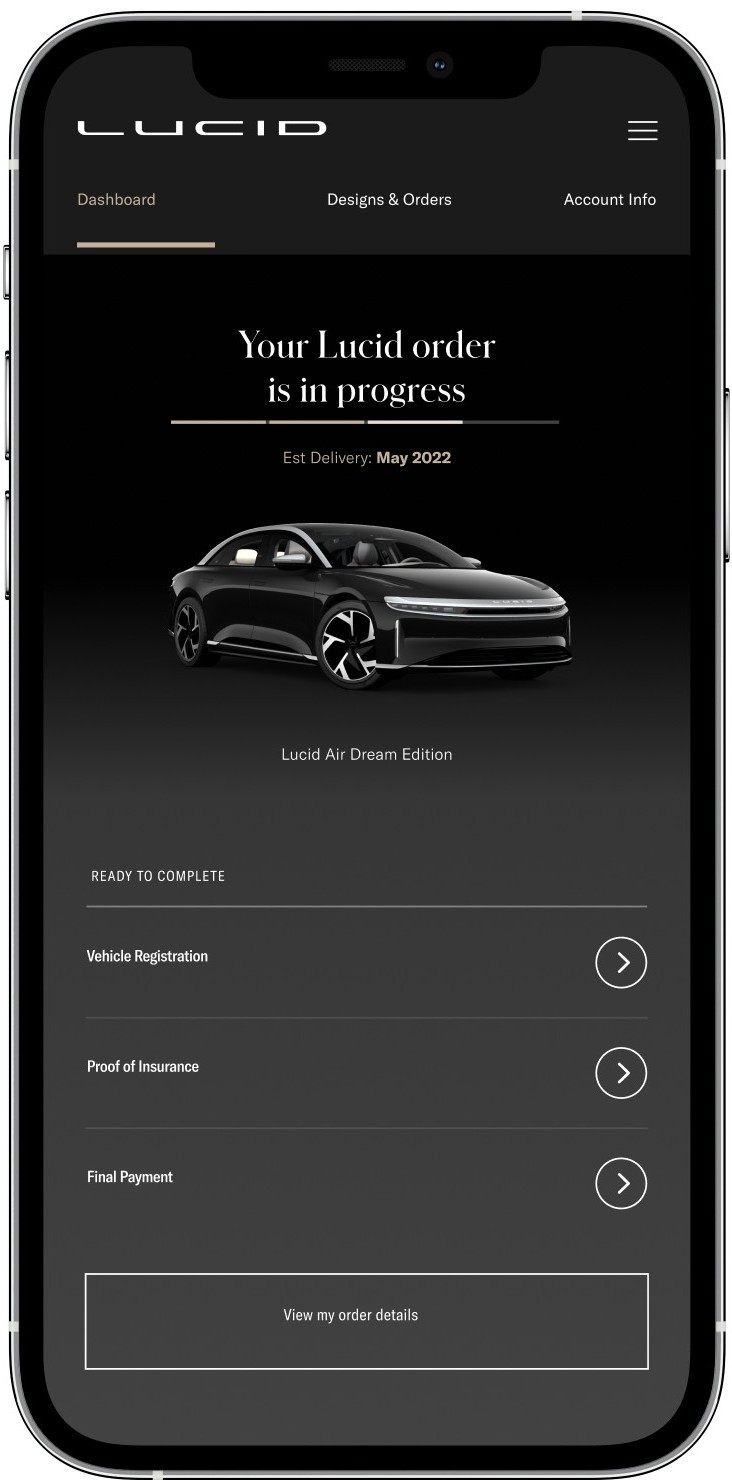 LUCID
Dashboard
Designs & Orders
Account Info
Your Lucid order
is in progress
Est Delivery: May 2022
LUCID
Lucid Air Dream Edition
READY TO COMPLETE
Vehicle Registration
Proof of Insurance
Final Payment
View my order details